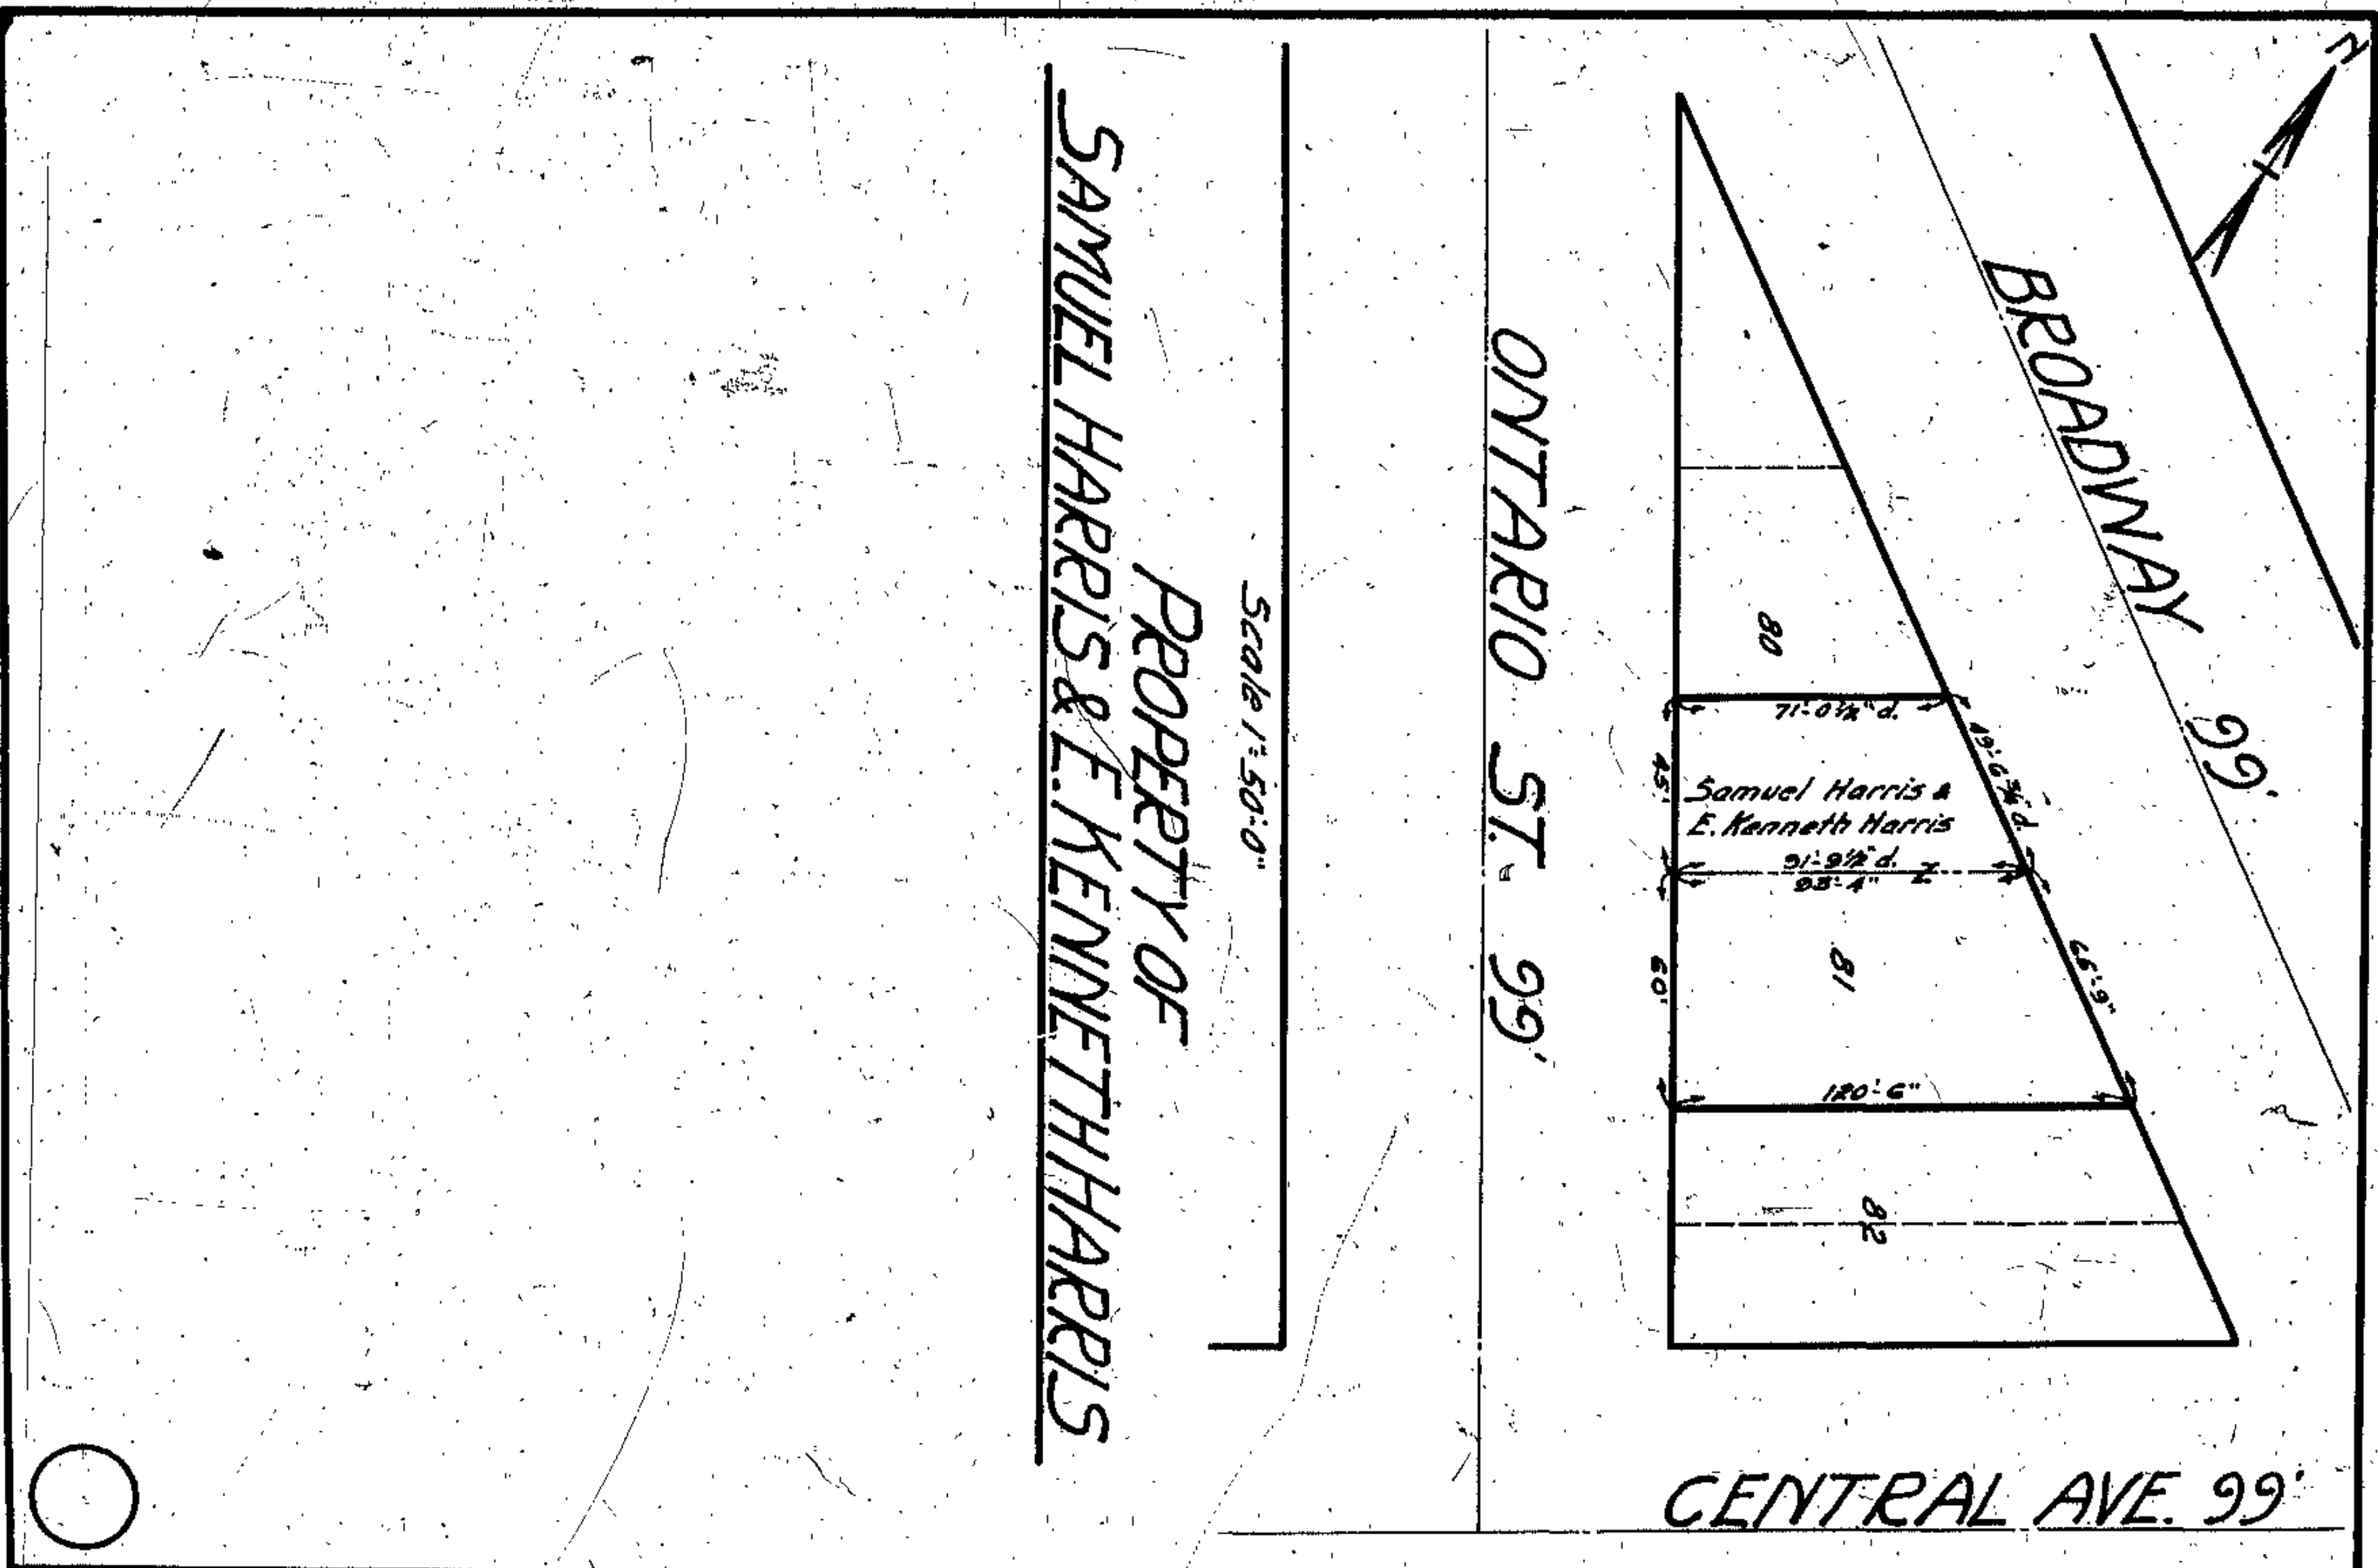 N
BROADWAY 99'
ONTARIO ST. 99'
CENTRAL AVE. 99'
80
71'-0½" d.
45'
Samuel Harris &
E. Kenneth Harris
91'-9½" d.
93'-4"
81
60'
65'-9"
120'-6"
82
Scale 1"=50'-0"
PROPERTY OF
SAMUEL HARRIS & E. KENNETH HARRIS